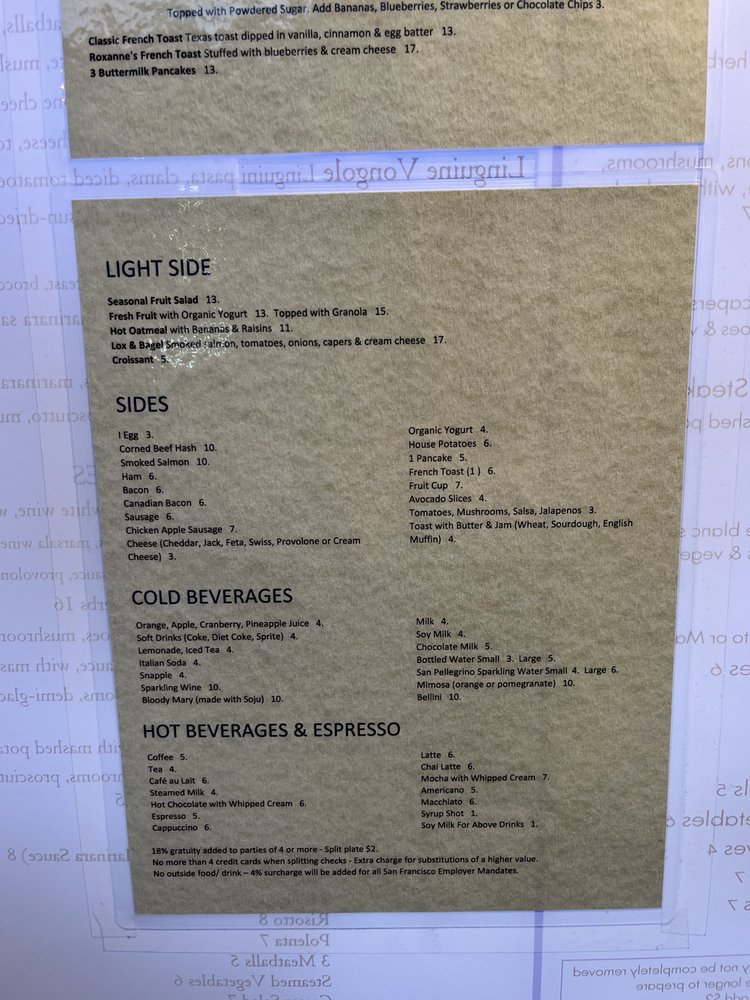 Topped with Powdered Sugar. Add Bananas, Blueberries, Strawberries or Chocolate Chips 3.
Classic French Toast Texas toast dipped in vanilla, cinnamon & egg batter 13.
Roxanne's French Toast Stuffed with blueberries & cream cheese 17.
3 Buttermilk Pancakes 13.
Linguine Vongole Linguini pasta, clams, diced
LIGHT SIDE
Seasonal Fruit Salad 13.
Fresh Fruit with Organic Yogurt 13. Topped with Granola 15.
Hot Oatmeal with Bananas & Raisins 11.
Lox & Bagel Smoked salmon, tomatoes, onions, capers & cream cheese 17.
Croissant 5.
SIDES
I Egg 3.
Corned Beef Hash 10.
Smoked Salmon 10.
Ham 6.
Bacon 6.
Canadian Bacon 6.
Sausage 6.
Chicken Apple Sausage 7.
Cheese (Cheddar, Jack, Feta, Swiss, Provolone or Cream
Cheese) 3.
Organic Yogurt 4.
House Potatoes 6.
1 Pancake 5.
French Toast (1 ) 6.
Fruit Cup 7.
Avocado Slices 4.
Tomatoes, Mushrooms, Salsa, Jalapenos 3.
Toast with Butter & Jam (Wheat, Sourdough, English
Muffin) 4.
COLD BEVERAGES
Orange, Apple, Cranberry, Pineapple Juice 4.
Soft Drinks (Coke, Diet Coke, Sprite) 4.
Lemonade, Iced Tea 4.
Italian Soda 4.
Snapple 4.
Sparkling Wine 10.
Bloody Mary (made with Soju) 10.
Milk 4.
Soy Milk 4.
Chocolate Milk 5.
Bottled Water Small 3. Large 5.
San Pellegrino Sparkling Water Small 4. Large 6.
Mimosa (orange or pomegranate) 10.
Bellini 10.
HOT BEVERAGES & ESPRESSO
Coffee 5.
Tea 4.
Café au Lait 6.
Steamed Milk 4.
Hot Chocolate with Whipped Cream 6.
Espresso 5.
Cappuccino 6.
Latte 6.
Chai Latte 6.
Mocha with Whipped Cream 7.
Americano 5.
Macchiato 6.
Syrup Shot 1.
Soy Milk For Above Drinks 1.
18% gratuity added to parties of 4 or more - Split plate $2.
No more than 4 credit cards when splitting checks - Extra charge for substitutions of a higher value.
No outside food/ drink – 4% surcharge will be added for all San Francisco Employer Mandates.
Marinara Sauce) 8
Risotto 8
Polenta 7
3 Meatballs 5
Steamed Vegetables 6